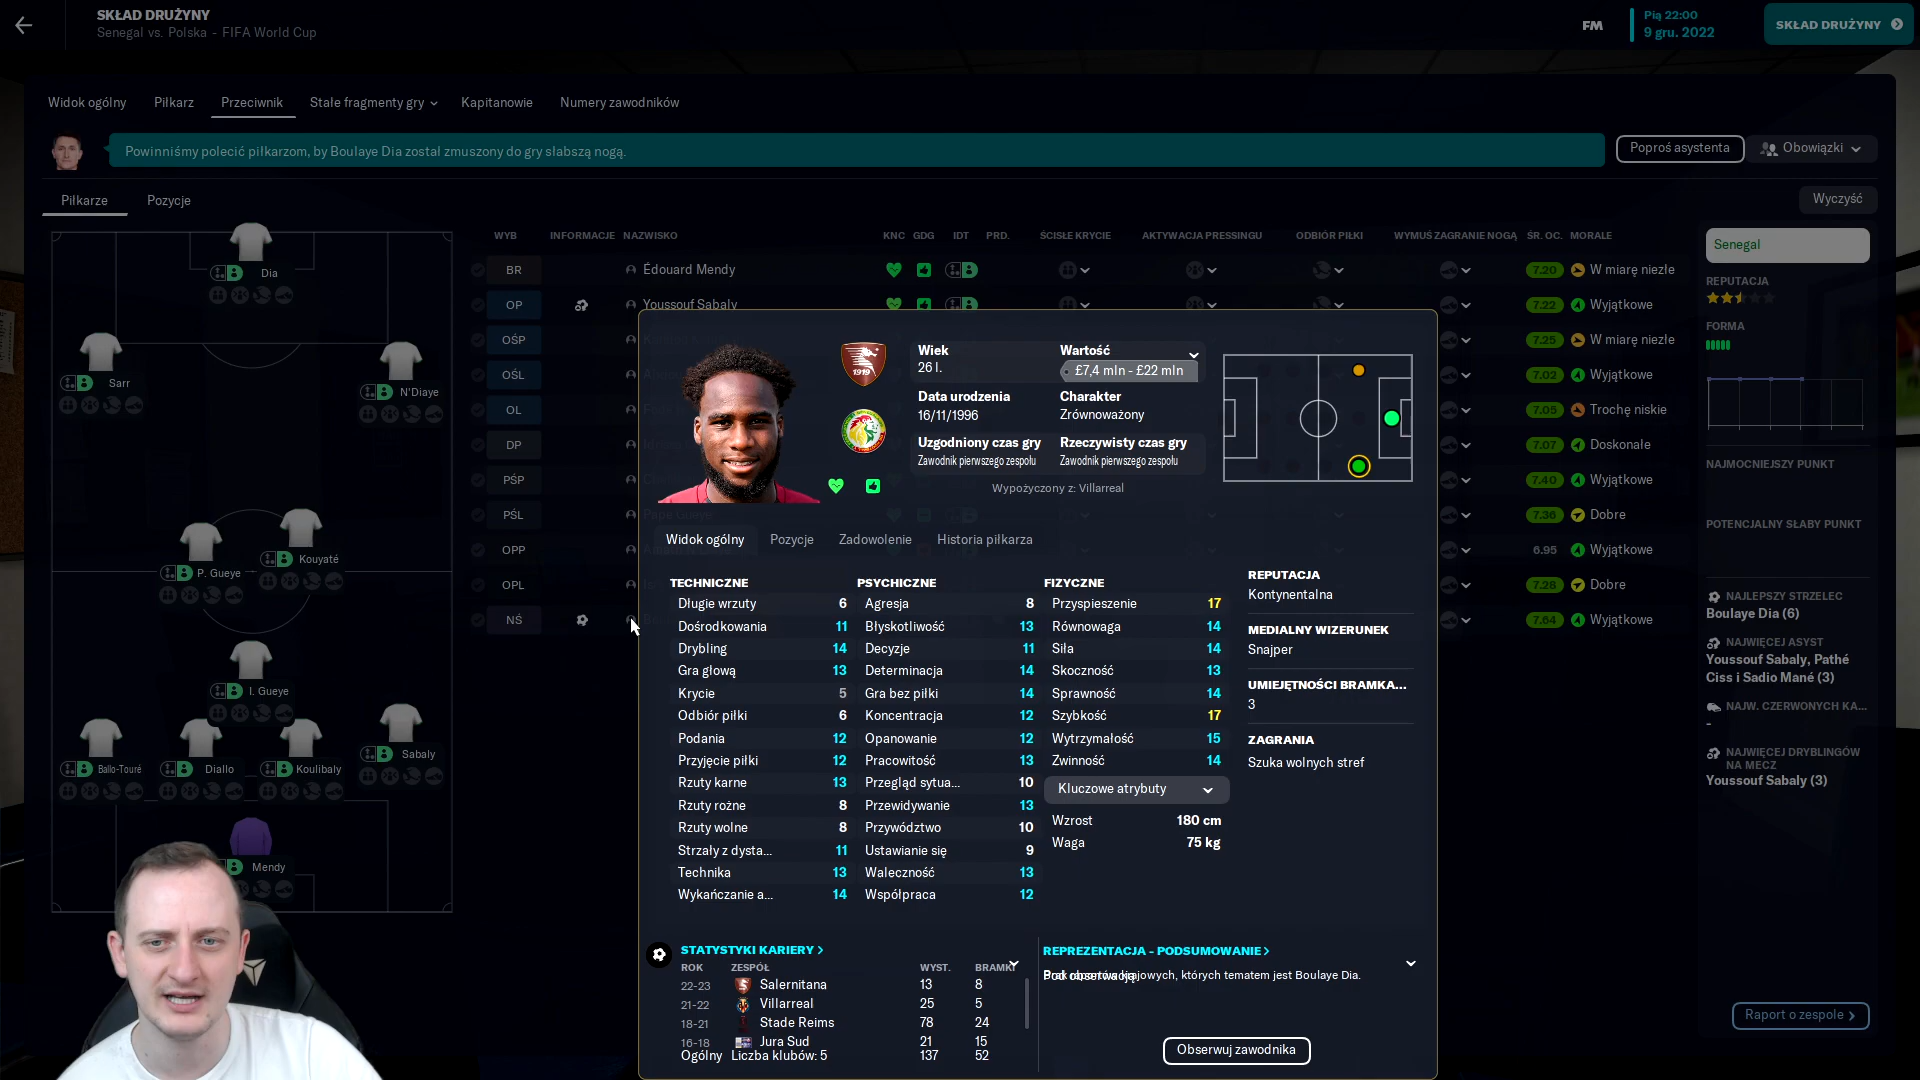 SKŁAD DRUŻYNY
Senegal vs. Polska - FIFA World Cup
FM
Pią 22:00
9 gru. 2022
SKŁAD DRUŻYNY
Widok ogólny
Piłkarz
Przeciwnik
Stałe fragmenty gry
Kapitanowie
Numery zawodników
Powinniśmy polecić piłkarzom, by Boulaye Dia został zmuszony do gry słabszą nogą.
Poproś asystenta
Obowiązki
Piłkarze
Pozycje
Wyczyść
WYB
INFORMACJE
NAZWISKO
KNC
GDG
IDT
PRD.
ŚCISŁE KRYCIE
AKTYWACJA PRESSINGU
ODBIÓR PIŁKI
WYMUŚ ZAGRANIE NOGĄ
ŚR. OC.
MORALE
BR
Édouard Mendy
7.20
W miarę niezłe
OP
Youssouf Sabaly
7.22
Wyjątkowe
OŚP
7.25
W miarę niezłe
OŚL
7.02
Wyjątkowe
OL
7.05
Trochę niskie
DP
7.07
Doskonałe
PŚP
7.40
Wyjątkowe
PŚL
7.36
Dobre
OPP
6.95
Wyjątkowe
OPL
7.28
Dobre
NŚ
7.64
Wyjątkowe
Dia
Sarr
N'Diaye
P. Gueye
Kouyaté
I. Gueye
Ballo-Touré
Diallo
Koulibaly
Sabaly
Mendy
1919
Wiek
26 l.
Wartość
£7,4 mln - £22 mln
Data urodzenia
16/11/1996
Charakter
Zrównoważony
Uzgodniony czas gry
Zawodnik pierwszego zespołu
Rzeczywisty czas gry
Zawodnik pierwszego zespołu
Wypożyczony z: Villarreal
Widok ogólny
Pozycje
Zadowolenie
Historia piłkarza
TECHNICZNE
Długie wrzuty 6
Dośrodkowania 11
Drybling 14
Gra głową 13
Krycie 5
Odbiór piłki 6
Podania 12
Przyjęcie piłki 12
Rzuty karne 13
Rzuty rożne 8
Rzuty wolne 8
Strzały z dysta... 11
Technika 13
Wykańczanie a... 14
PSYCHICZNE
Agresja 8
Błyskotliwość 13
Decyzje 11
Determinacja 14
Gra bez piłki 14
Koncentracja 12
Opanowanie 12
Pracowitość 13
Przegląd sytua... 10
Przewidywanie 13
Przywództwo 10
Ustawianie się 9
Waleczność 13
Współpraca 12
FIZYCZNE
Przyspieszenie 17
Równowaga 14
Siła 14
Skoczność 13
Sprawność 14
Szybkość 17
Wytrzymałość 15
Zwinność 14
Kluczowe atrybuty
Wzrost 180 cm
Waga 75 kg
REPUTACJA
Kontynentalna
MEDIALNY WIZERUNEK
Snajper
UMIEJĘTNOŚCI BRAMKA...
3
ZAGRANIA
Szuka wolnych stref
STATYSTYKI KARIERY
ROK ZESPÓŁ WYST. BRAMKI
22-23 Salernitana 13 8
21-22 Villarreal 25 5
18-21 Stade Reims 78 24
16-18 Jura Sud 21 15
Ogólny Liczba klubów: 5 137 52
REPREZENTACJA - PODSUMOWANIE
krajowych, których tematem jest Boulaye Dia.
Obserwuj zawodnika
Senegal
REPUTACJA
FORMA
NAJMOCNIEJSZY PUNKT
POTENCJALNY SŁABY PUNKT
NAJLEPSZY STRZELEC
Boulaye Dia (6)
NAJWIĘCEJ ASYST
Youssouf Sabaly, Pathé
Ciss i Sadio Mané (3)
NAJW. CZERWONYCH KA...
-
NAJWIĘCEJ DRYBLINGÓW
NA MECZ
Youssouf Sabaly (3)
Raport o zespole